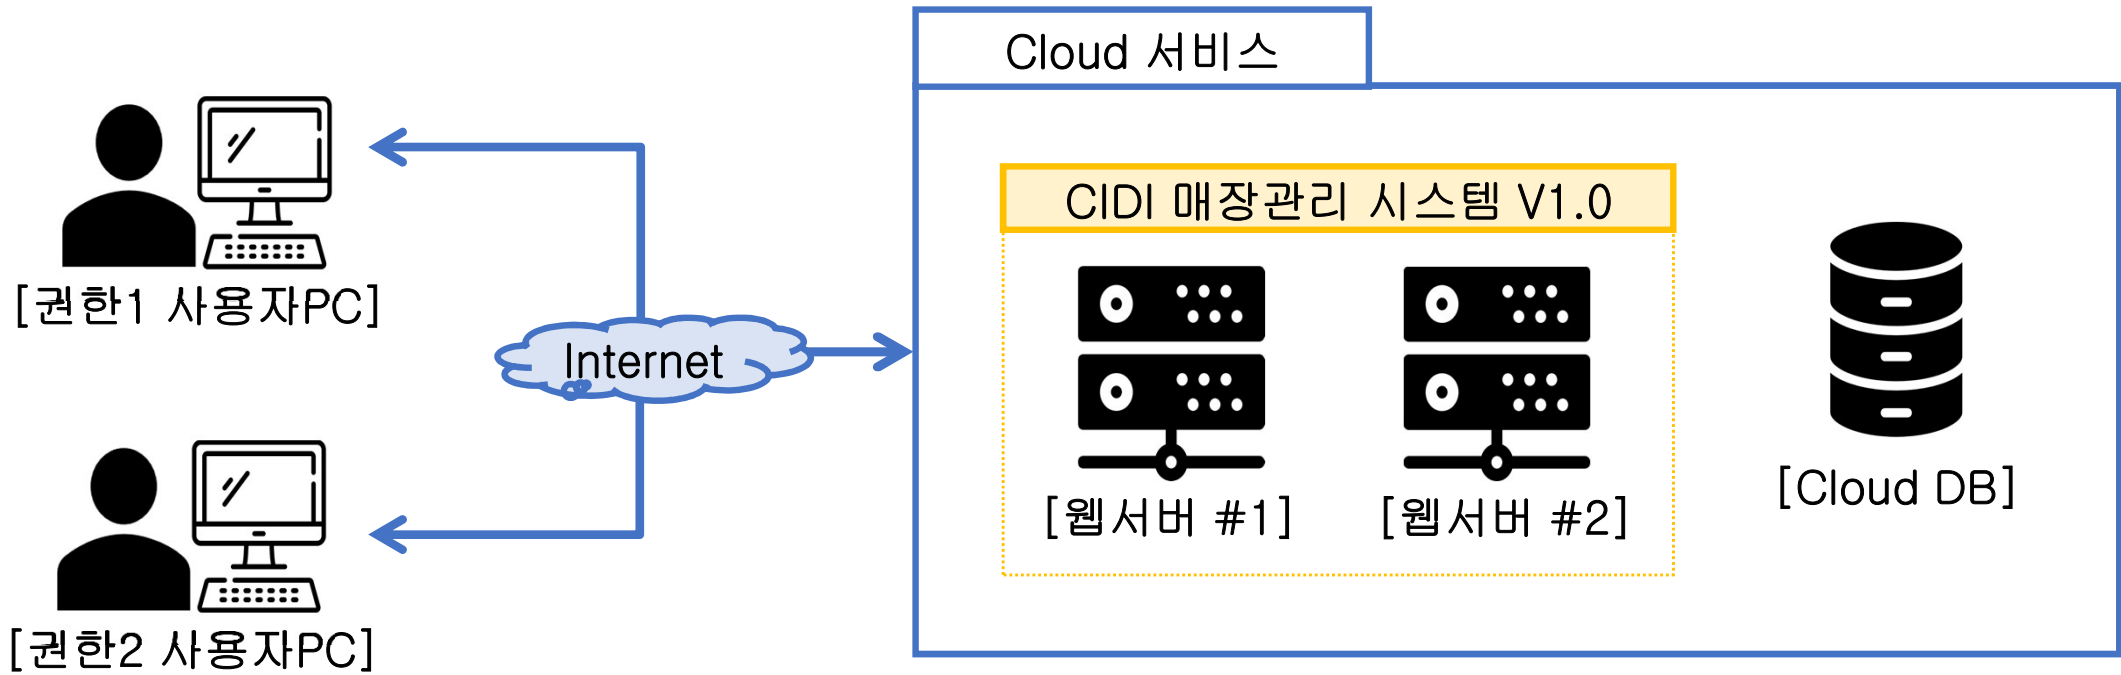 Cloud 서비스
[권한1 사용자PC]
CIDI 매장관리 시스템 V1.0
Internet
[웹서버 #1]
[웹서버 #2]
[Cloud DB]
[권한2 사용자PC]